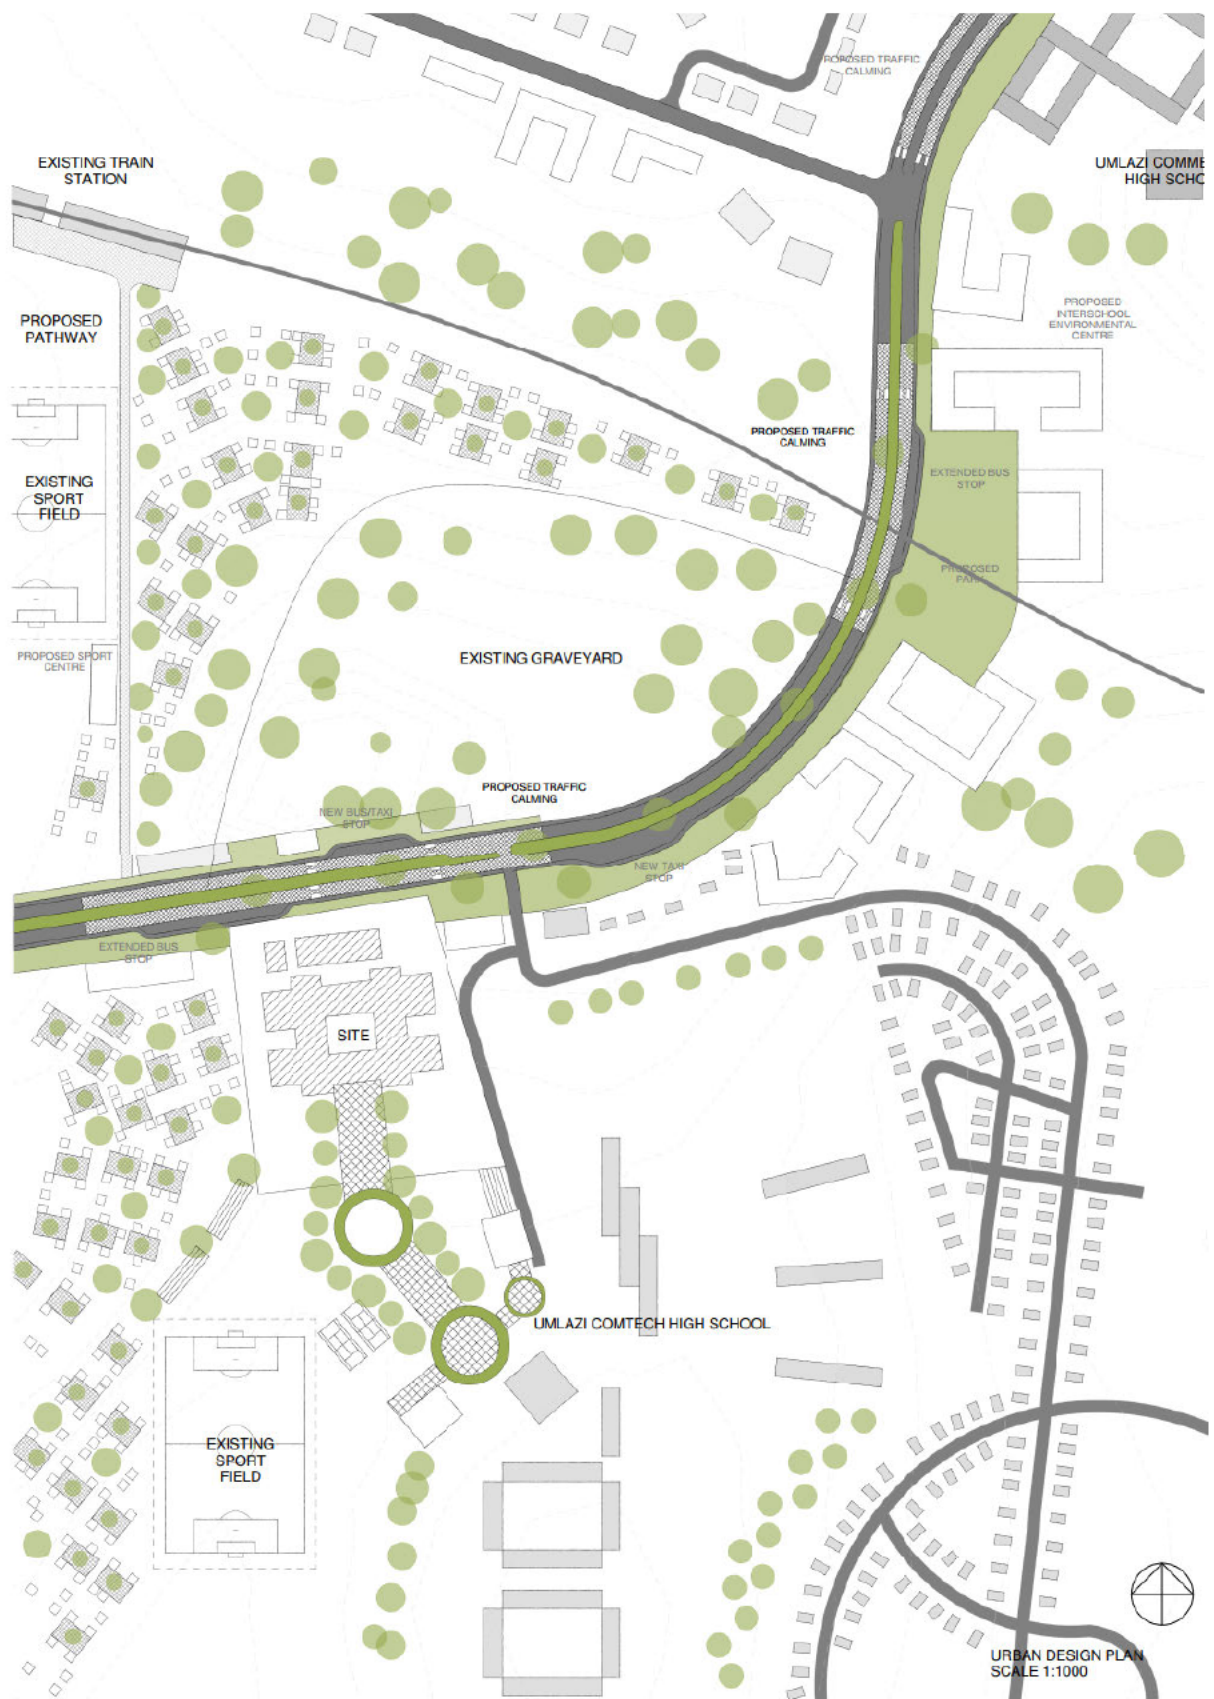 POROPOSED TRAFFIC
CALMING
EXISTING TRAIN
STATION
UMLAZI COMME
HIGH SCHO
PROPOSED
INTERSCHOOL
ENVIRONMENTAL
CENTRE
PROPOSED
PATHWAY
PROPOSED TRAFFIC
CALMING
EXTENDED BUS
STOP
EXISTING
SPORT
FIELD
PROPOSED
PARK
PROPOSED SPORT
CENTRE
EXISTING GRAVEYARD
PROPOSED TRAFFIC
CALMING
NEW BUS/TAXI
STOP
NEW TAXI
STOP
EXTENDED BUS
STOP
SITE
UMLAZI COMTECH HIGH SCHOOL
EXISTING
SPORT
FIELD
URBAN DESIGN PLAN
SCALE 1:1000